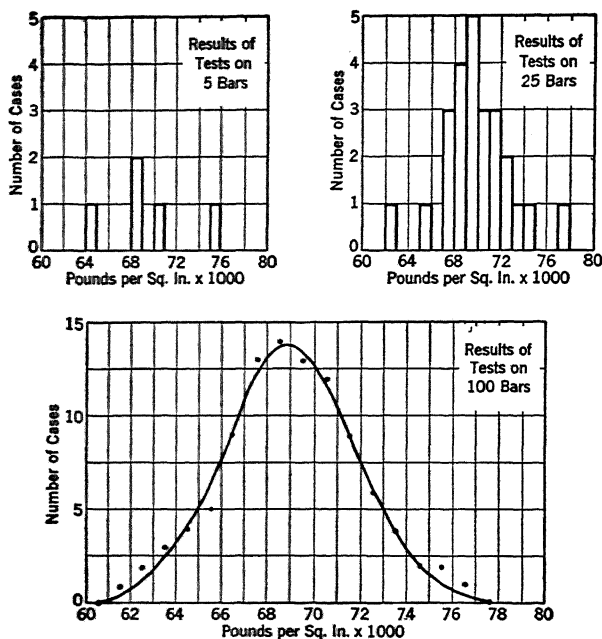 5
4
3
2
1
0
Number of Cases
Results of
Tests on
5 Bars
60 64 68 72 76 80
Pounds per Sq. In. x 1000
5
4
3
2
1
0
Number of Cases
Results of
Tests on
25 Bars
60 64 68 72 76 80
Pounds per Sq. In. x 1000
15
10
5
0
Number of Cases
Results of
Tests on
100 Bars
60 62 64 66 68 70 72 74 76 78 80
Pounds per Sq. In. x 1000